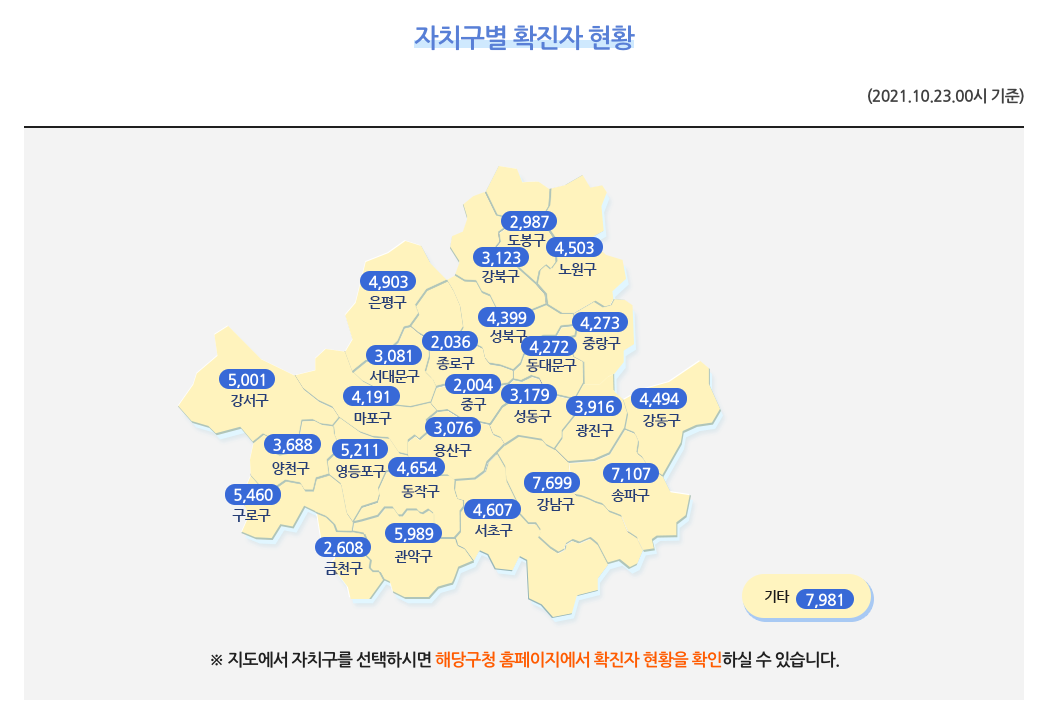 자치구별 확진자 현황
(2021.10.23.00시 기준)
2,987
도봉구
4,503
노원구
3,123
강북구
4,903
은평구
4,399
성북구
4,273
중랑구
2,036
종로구
4,272
동대문구
3,081
서대문구
5,001
강서구
2,004
중구
4,191
마포구
3,179
성동구
3,916
광진구
4,494
강동구
3,076
용산구
3,688
양천구
5,211
영등포구
4,654
동작구
7,107
송파구
7,699
강남구
5,460
구로구
4,607
서초구
5,989
관악구
2,608
금천구
기타 7,981
※ 지도에서 자치구를 선택하시면 해당구청 홈페이지에서 확진자 현황을 확인하실 수 있습니다.